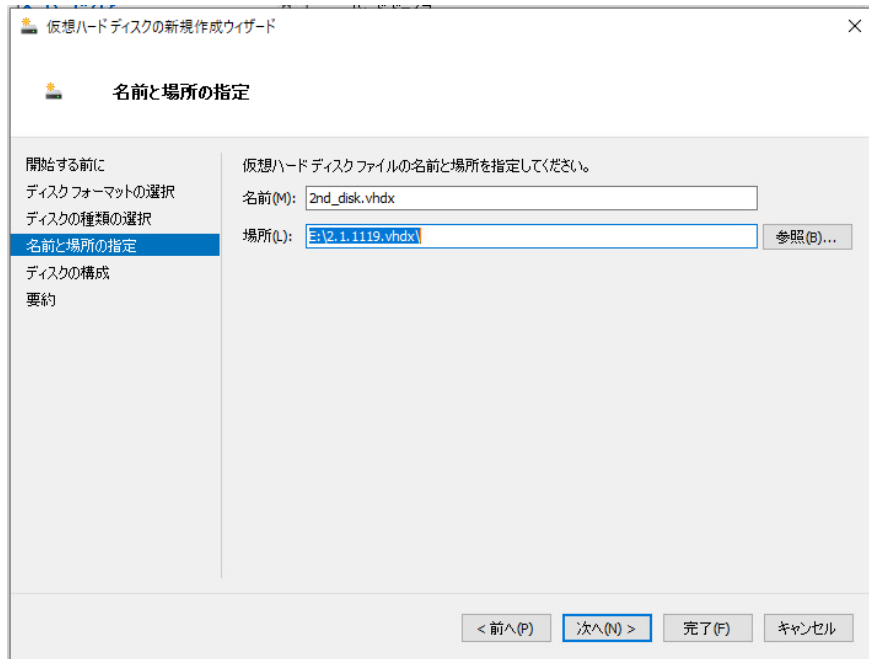 仮想ハード ディスクの新規作成ウィザード
名前と場所の指定
開始する前に
ディスク フォーマットの選択
ディスクの種類の選択
名前と場所の指定
ディスクの構成
要約
仮想ハード ディスク ファイルの名前と場所を指定してください。
名前(M): 2nd_disk.vhdx
場所(L): E:\2.1.1119.vhdx\ 参照(B)...
< 前へ(P) 次へ(N) > 完了(F) キャンセル